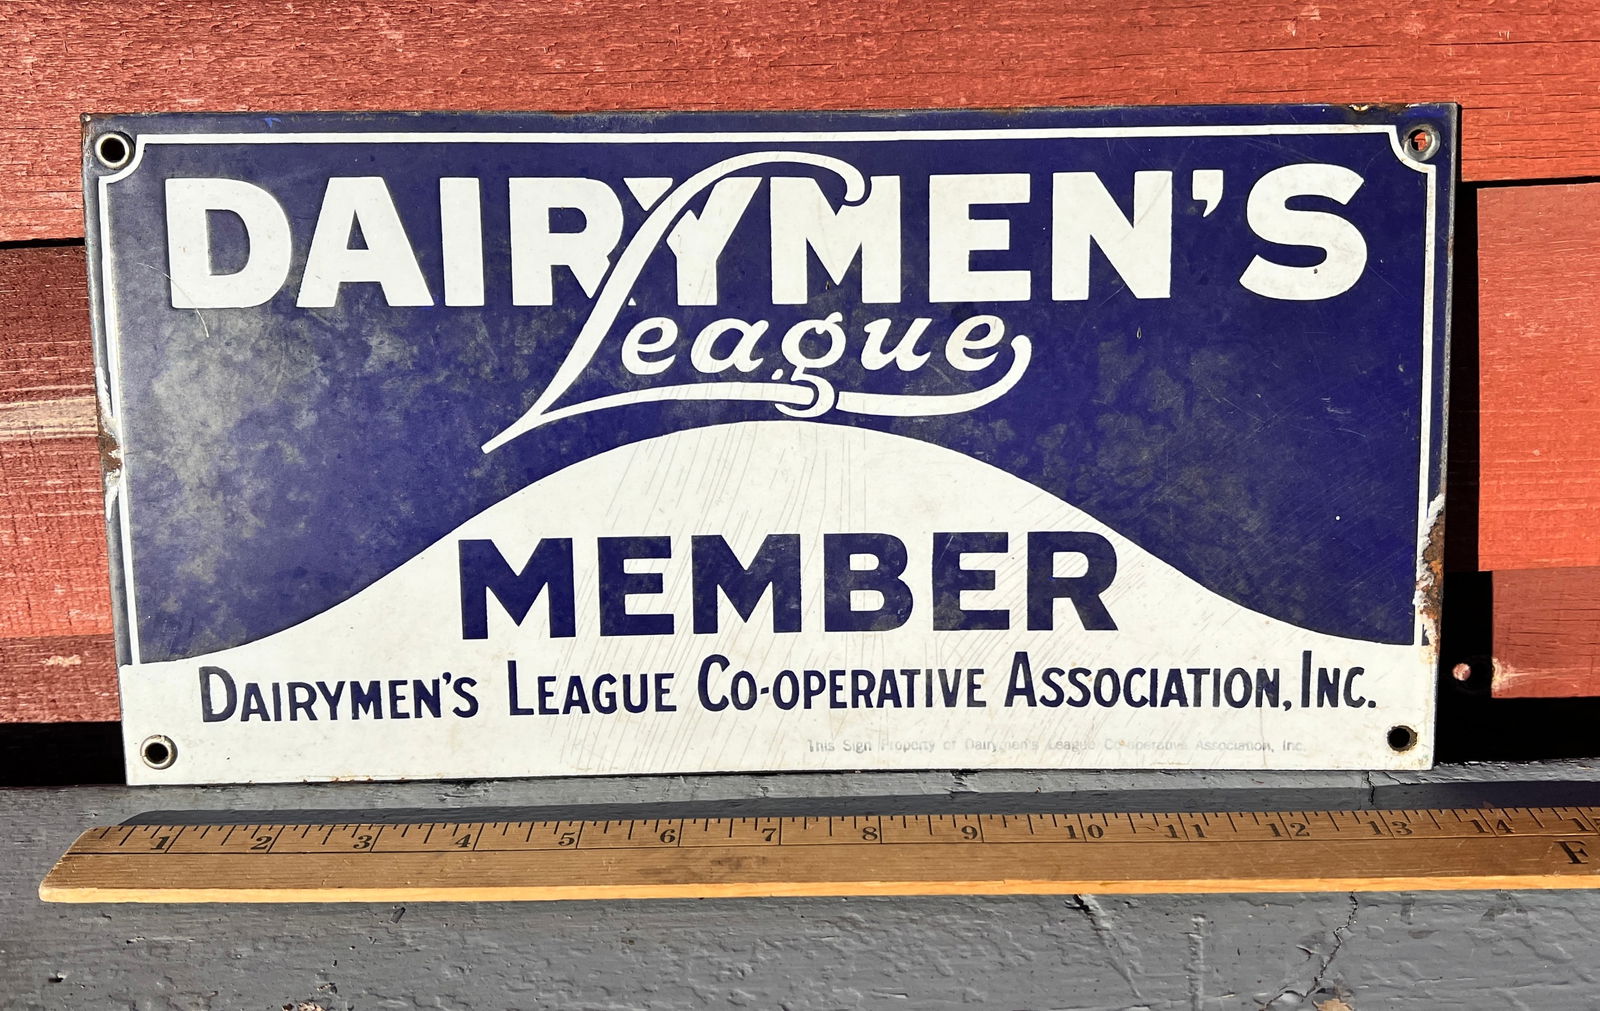 DAIRYMEN'S
League
MEMBER
DAIRYMEN'S LEAGUE CO-OPERATIVE ASSOCIATION, INC.
This Sign Property of Dairymen's League Co-operative Association, Inc.
1 2 3 4 5 6 7 8 9 10 11 12 13 14 15
F